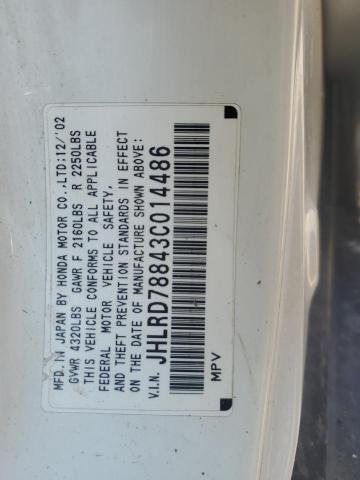 MFD.IN JAPAN BY HONDA MOTOR CO.,LTD:12/'02
GVWR 4320LBS GAWR F 2160LBS R 2250LBS
THIS VEHICLE CONFORMS TO ALL APPLICABLE
FEDERAL MOTOR VEHICLE SAFETY,
AND THEFT PREVENTION STANDARDS IN EFFECT
ON THE DATE OF MANUFACTURE SHOWN ABOVE:
V.I.N. JHLRD78843C014486
MPV